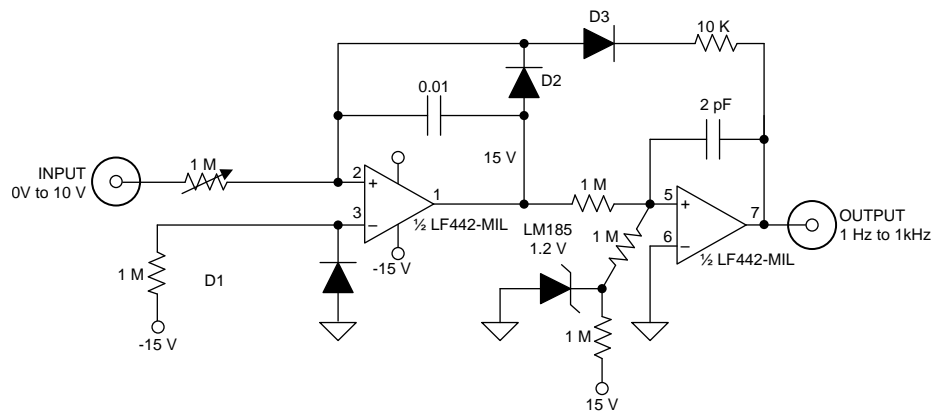 D3
10 K
D2
0.01
2 pF
15 V
INPUT
0V to 10 V
1 M
2
+
3
−
1
½ LF442-MIL
-15 V
1 M
D1
-15 V
1 M
LM185
1.2 V
1 M
5
+
6
−
7
½ LF442-MIL
OUTPUT
1 Hz to 1kHz
1 M
15 V